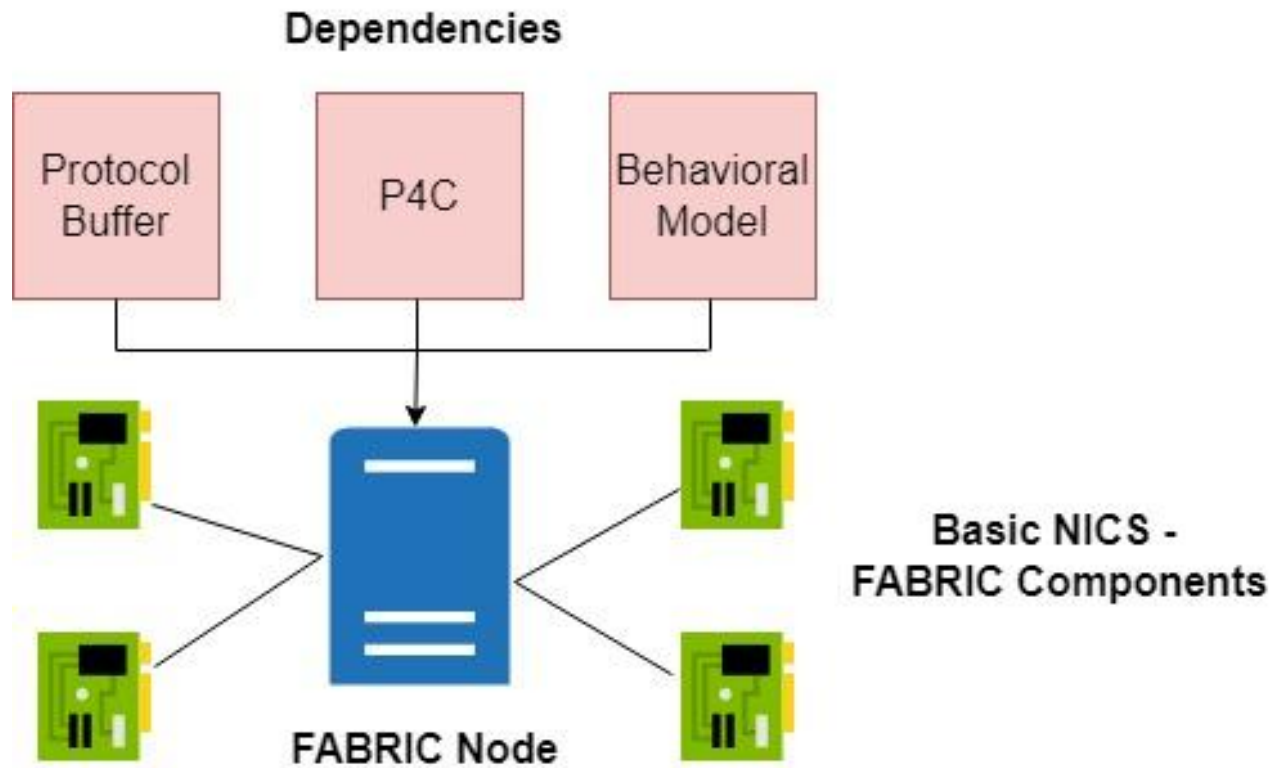 Dependencies
Protocol
Buffer
P4C
Behavioral
Model
Basic NICS -
FABRIC Components
FABRIC Node